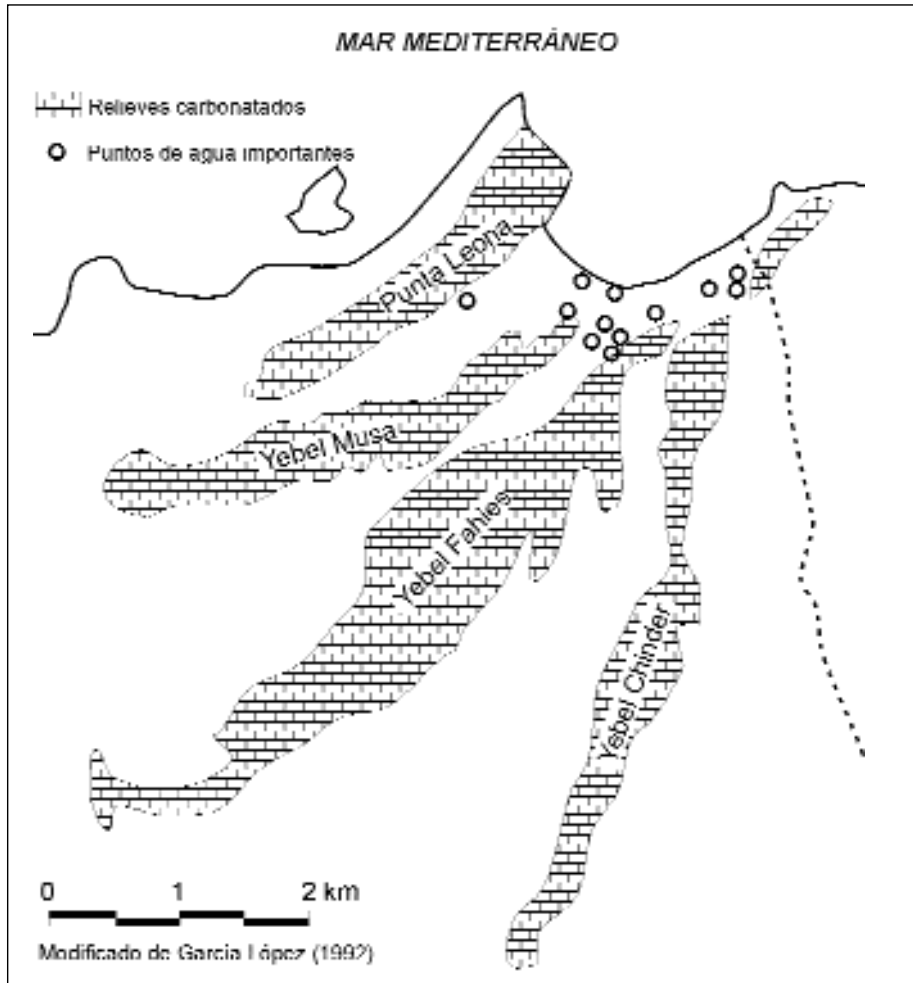 MAR MEDITERRÁNEO
Relieves carbonatados
Puntos de agua importantes
Punta Leona
Yebel Musa
Yebel Fahies
Yebel Chinder
0 1 2 km
Modificado de García López (1992)